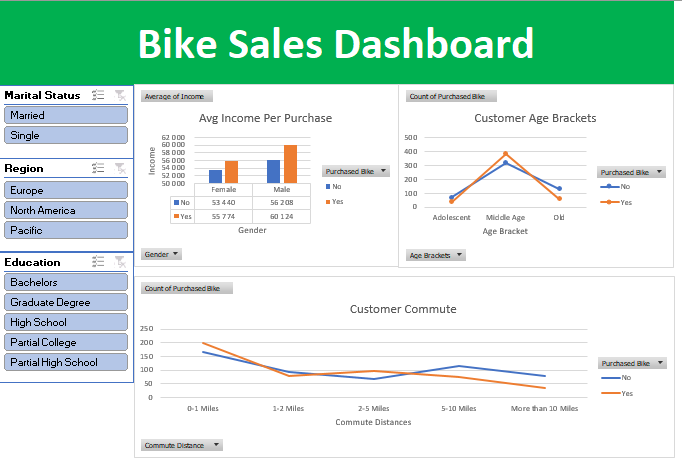 Bike Sales Dashboard
Marital Status
Married
Single
Region
Europe
North America
Pacific
Education
Bachelors
Graduate Degree
High School
Partial College
Partial High School
Average of Income
Avg Income Per Purchase
Income
62 000
60 000
58 000
56 000
54 000
52 000
50 000
Female Male
No 53 440 56 208
Yes 55 774 60 124
Gender
Purchased Bike
No
Yes
Gender
Count of Purchased Bike
Customer Age Brackets
500
400
300
200
100
0
Adolescent Middle Age Old
Age Bracket
Purchased Bike
No
Yes
Age Brackets
Count of Purchased Bike
Customer Commute
250
200
150
100
50
0
0-1 Miles 1-2 Miles 2-5 Miles 5-10 Miles More than 10 Miles
Commute Distances
Purchased Bike
No
Yes
Commute Distance